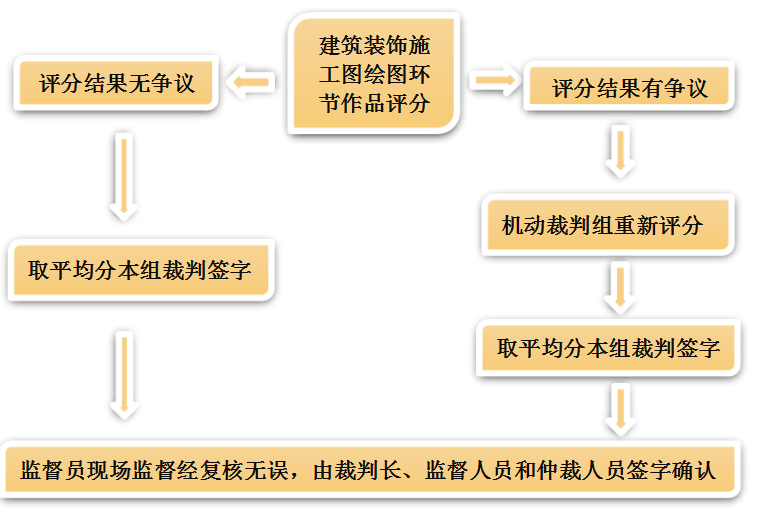 建筑装饰施
工图绘图环
节作品评分
评分结果无争议
评分结果有争议
机动裁判组重新评分
取平均分本组裁判签字
取平均分本组裁判签字
监督员现场监督经复核无误，由裁判长、监督人员和仲裁人员签字确认